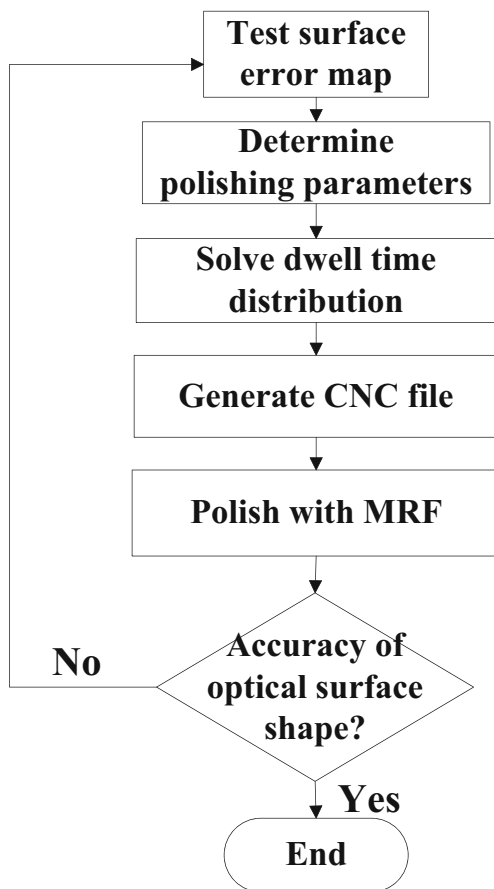 Test surface
error map
Determine
polishing parameters
Solve dwell time
distribution
Generate CNC file
Polish with MRF
Accuracy of
optical surface
shape?
No
Yes
End